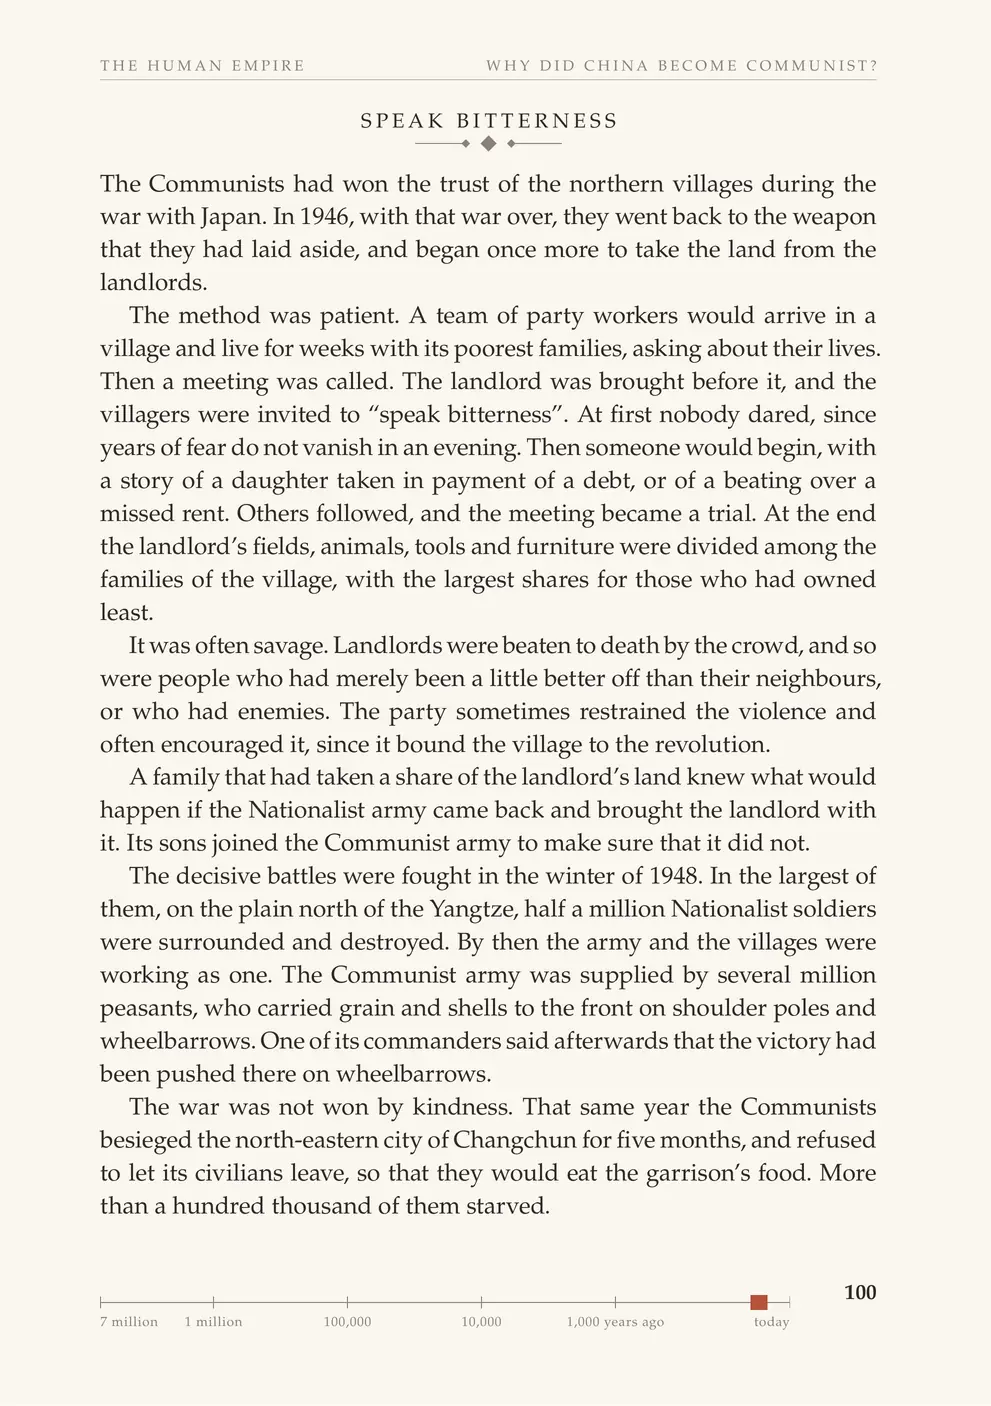 THE HUMAN EMPIRE WHY DID CHINA BECOME COMMUNIST?
SPEAK BITTERNESS
The Communists had won the trust of the northern villages during the
war with Japan. In 1946, with that war over, they went back to the weapon
that they had laid aside, and began once more to take the land from the
landlords.
The method was patient. A team of party workers would arrive in a
village and live for weeks with its poorest families, asking about their lives.
Then a meeting was called. The landlord was brought before it, and the
villagers were invited to “speak bitterness”. At first nobody dared, since
years of fear do not vanish in an evening. Then someone would begin, with
a story of a daughter taken in payment of a debt, or of a beating over a
missed rent. Others followed, and the meeting became a trial. At the end
the landlord’s fields, animals, tools and furniture were divided among the
families of the village, with the largest shares for those who had owned
least.
It was often savage. Landlords were beaten to death by the crowd, and so
were people who had merely been a little better off than their neighbours,
or who had enemies. The party sometimes restrained the violence and
often encouraged it, since it bound the village to the revolution.
A family that had taken a share of the landlord’s land knew what would
happen if the Nationalist army came back and brought the landlord with
it. Its sons joined the Communist army to make sure that it did not.
The decisive battles were fought in the winter of 1948. In the largest of
them, on the plain north of the Yangtze, half a million Nationalist soldiers
were surrounded and destroyed. By then the army and the villages were
working as one. The Communist army was supplied by several million
peasants, who carried grain and shells to the front on shoulder poles and
wheelbarrows. One of its commanders said afterwards that the victory had
been pushed there on wheelbarrows.
The war was not won by kindness. That same year the Communists
besieged the north-eastern city of Changchun for five months, and refused
to let its civilians leave, so that they would eat the garrison’s food. More
than a hundred thousand of them starved.
100
7 million 1 million 100,000 10,000 1,000 years ago today